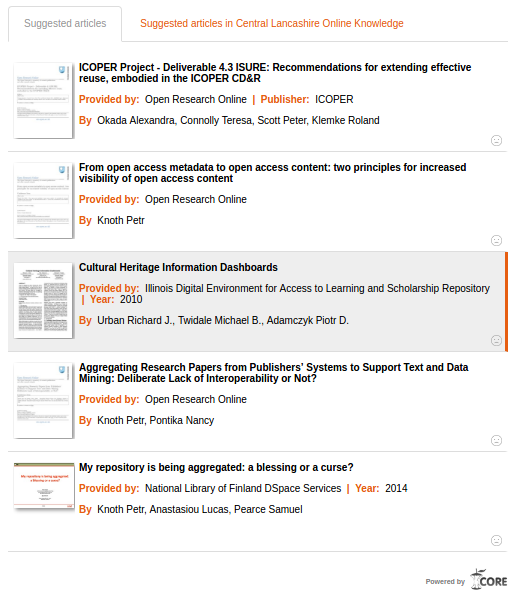 Suggested articles
Suggested articles in Central Lancashire Online Knowledge
ICOPER Project - Deliverable 4.3 ISURE: Recommendations for extending effective
reuse, embodied in the ICOPER CD&R
Provided by: Open Research Online | Publisher: ICOPER
By Okada Alexandra, Connolly Teresa, Scott Peter, Klemke Roland
From open access metadata to open access content: two principles for increased
visibility of open access content
Provided by: Open Research Online
By Knoth Petr
Cultural Heritage Information Dashboards
Provided by: Illinois Digital Environment for Access to Learning and Scholarship Repository
| Year: 2010
By Urban Richard J., Twidale Michael B., Adamczyk Piotr D.
Aggregating Research Papers from Publishers' Systems to Support Text and Data
Mining: Deliberate Lack of Interoperability or Not?
Provided by: Open Research Online
By Knoth Petr, Pontika Nancy
My repository is being aggregated: a blessing or a curse?
Provided by: National Library of Finland DSpace Services | Year: 2014
By Knoth Petr, Anastasiou Lucas, Pearce Samuel
Powered by CORE